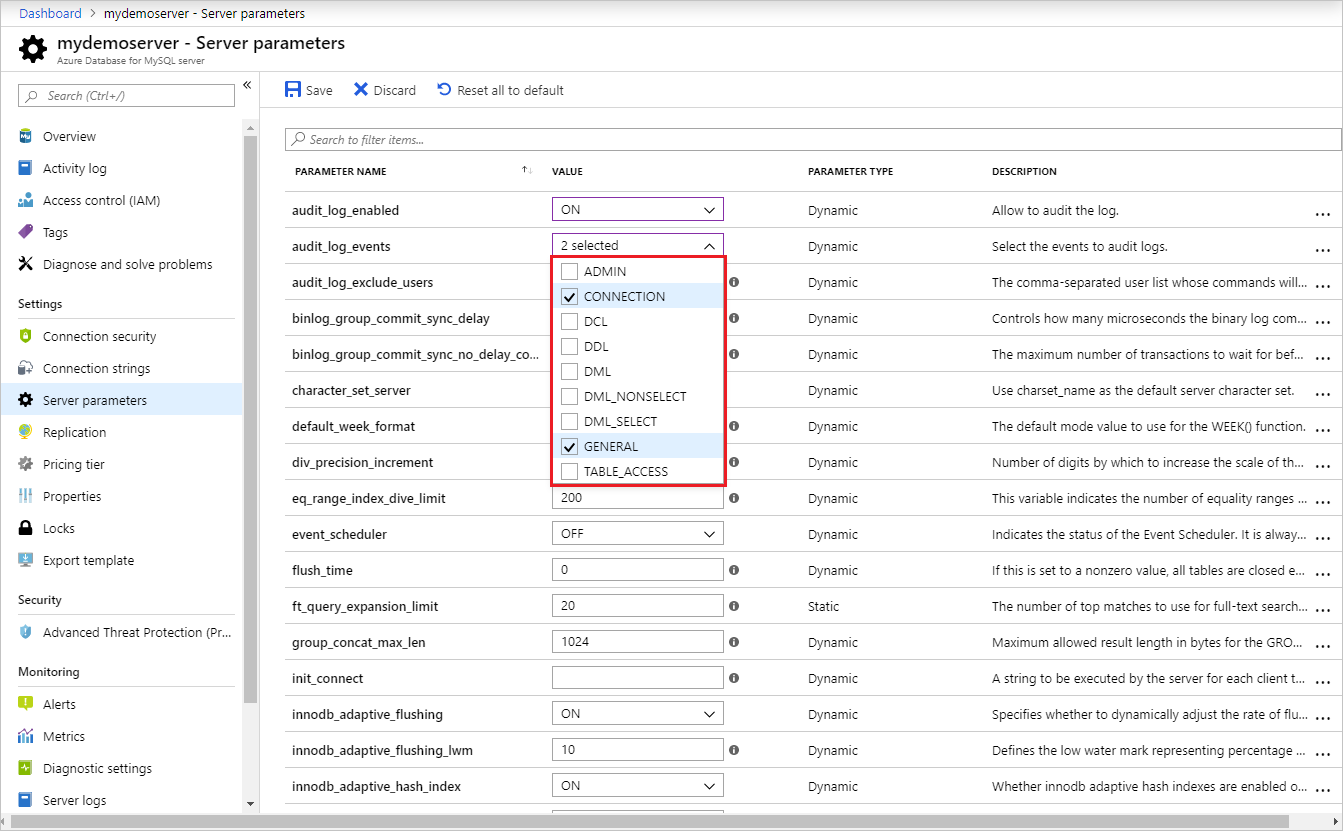 Dashboard > mydemoserver - Server parameters
mydemoserver - Server parameters
Azure Database for MySQL server
Search (Ctrl+/)
«
Save Discard Reset all to default
Overview
Activity log
Access control (IAM)
Tags
Diagnose and solve problems
Settings
Connection security
Connection strings
Server parameters
Replication
Pricing tier
Properties
Locks
Export template
Security
Advanced Threat Protection (Pr...
Monitoring
Alerts
Metrics
Diagnostic settings
Server logs
Search to filter items...
PARAMETER NAME VALUE PARAMETER TYPE DESCRIPTION
audit_log_enabled ON Dynamic Allow to audit the log. ...
audit_log_events 2 selected Dynamic Select the events to audit logs. ...
ADMIN
CONNECTION
DCL
DDL
DML
DML_NONSELECT
DML_SELECT
GENERAL
TABLE_ACCESS
audit_log_exclude_users Dynamic The comma-separated user list whose commands will... ...
binlog_group_commit_sync_delay Dynamic Controls how many microseconds the binary log com... ...
binlog_group_commit_sync_no_delay_co... Dynamic The maximum number of transactions to wait for bef... ...
character_set_server Dynamic Use charset_name as the default server character set. ...
default_week_format Dynamic The default mode value to use for the WEEK() function. ...
div_precision_increment Dynamic Number of digits by which to increase the scale of th... ...
eq_range_index_dive_limit 200 Dynamic This variable indicates the number of equality ranges ... ...
event_scheduler OFF Dynamic Indicates the status of the Event Scheduler. It is alway... ...
flush_time 0 Dynamic If this is set to a nonzero value, all tables are closed e... ...
ft_query_expansion_limit 20 Static The number of top matches to use for full-text search... ...
group_concat_max_len 1024 Dynamic Maximum allowed result length in bytes for the GRO... ...
init_connect Dynamic A string to be executed by the server for each client t... ...
innodb_adaptive_flushing ON Dynamic Specifies whether to dynamically adjust the rate of flu... ...
innodb_adaptive_flushing_lwm 10 Dynamic Defines the low water mark representing percentage ... ...
innodb_adaptive_hash_index ON Dynamic Whether innodb adaptive hash indexes are enabled o... ...